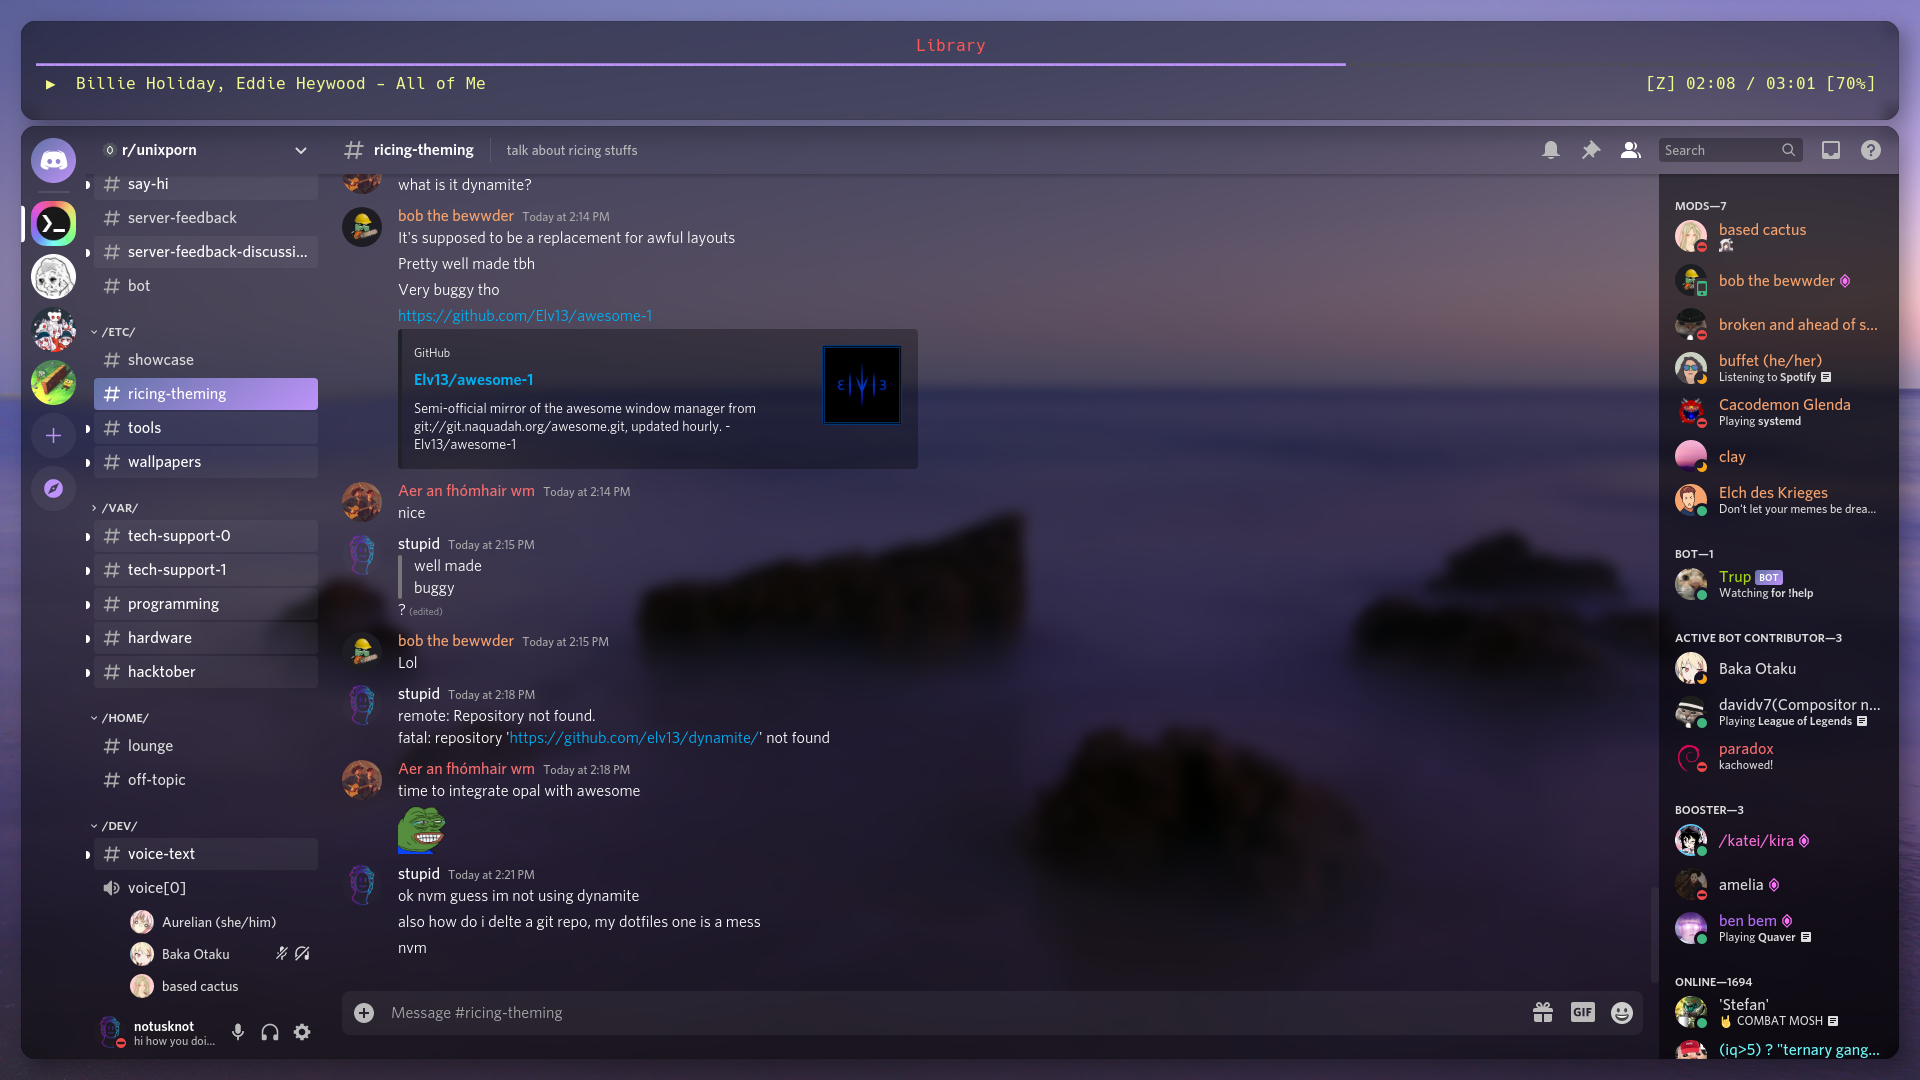 Library
▶ Billie Holiday, Eddie Heywood – All of Me
[Z] 02:08 / 03:01 [70%]
r/unixporn
say-hi
server-feedback
server-feedback-discussi...
bot
/ETC/
showcase
ricing-theming
tools
wallpapers
/VAR/
tech-support-0
tech-support-1
programming
hardware
hacktober
/HOME/
lounge
off-topic
/DEV/
voice-text
voice[0]
Aurelian (she/him)
Baka Otaku
based cactus
notusknot
hi how you doi...
# ricing-theming
talk about ricing stuffs
Search
what is it dynamite?
bob the bewwder Today at 2:14 PM
It's supposed to be a replacement for awful layouts
Pretty well made tbh
Very buggy tho
https://github.com/Elv13/awesome-1
GitHub
Elv13/awesome-1
Semi-official mirror of the awesome window manager from
git://git.naquadah.org/awesome.git, updated hourly. -
Elv13/awesome-1
Aer an fhómhair wm Today at 2:14 PM
nice
stupid Today at 2:15 PM
well made
buggy
? (edited)
bob the bewwder Today at 2:15 PM
Lol
stupid Today at 2:18 PM
remote: Repository not found.
fatal: repository 'https://github.com/elv13/dynamite/' not found
Aer an fhómhair wm Today at 2:18 PM
time to integrate opal with awesome
stupid Today at 2:21 PM
ok nvm guess im not using dynamite
also how do i delte a git repo, my dotfiles one is a mess
nvm
Message #ricing-theming
GIF
MODS—7
based cactus
bob the bewwder
broken and ahead of s...
buffet (he/her)
Listening to Spotify
Cacodemon Glenda
Playing systemd
clay
Elch des Krieges
Don't let your memes be drea...
BOT—1
Trup BOT
Watching for !help
ACTIVE BOT CONTRIBUTOR—3
Baka Otaku
davidv7(Compositor n...
Playing League of Legends
paradox
kachowed!
BOOSTER—3
/katei/kira
amelia
ben bem
Playing Quaver
ONLINE—1694
'Stefan'
🤘 COMBAT MOSH
(iq>5) ? "ternary gang...